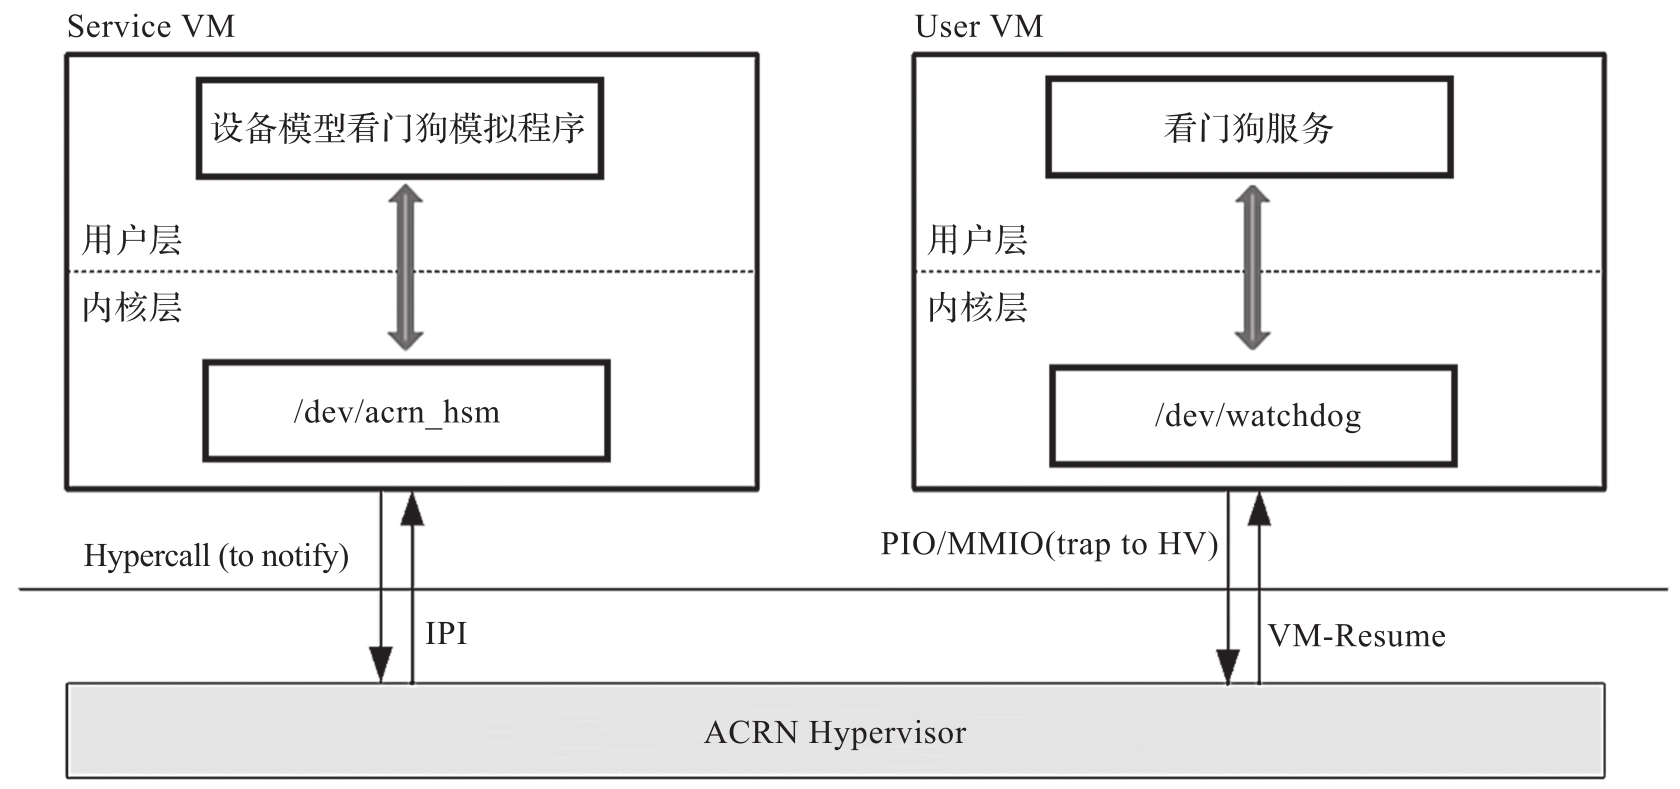 Service VM
设备模型看门狗模拟程序
用户层
内核层
/dev/acrn_hsm
User VM
看门狗服务
用户层
内核层
/dev/watchdog
Hypercall (to notify)
IPI
PIO/MMIO(trap to HV)
VM-Resume
ACRN Hypervisor